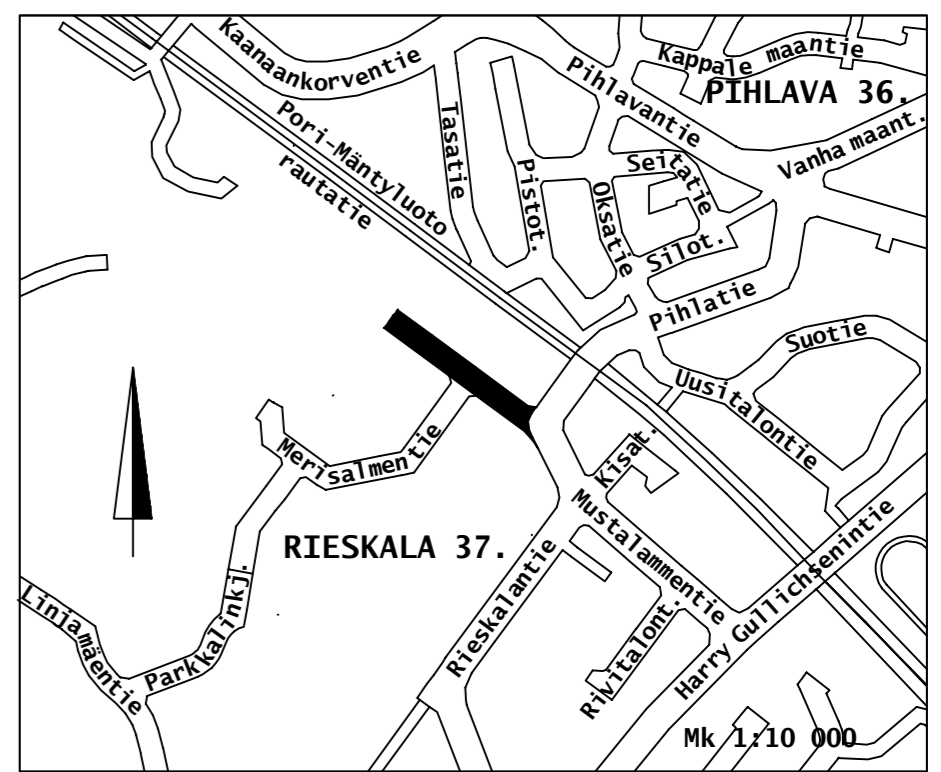 Kaanaankorventie
Kappale maantie
Pihlavantie
PIHLAVA 36.
Vanha maant.
Pori-Mäntyluoto
rautatie
Tasatie
Pistot.
Seitatie
Oksatie
Silot.
Pihlatie
Suotie
Uusitalontie
Merisalmentie
Kisat.
Mustalammentie
RIESKALA 37.
Harry Gullichsenintie
Rieskalantie
Rivitalont.
Linjamäentie
Parkkalinkj.
Mk 1:10 000